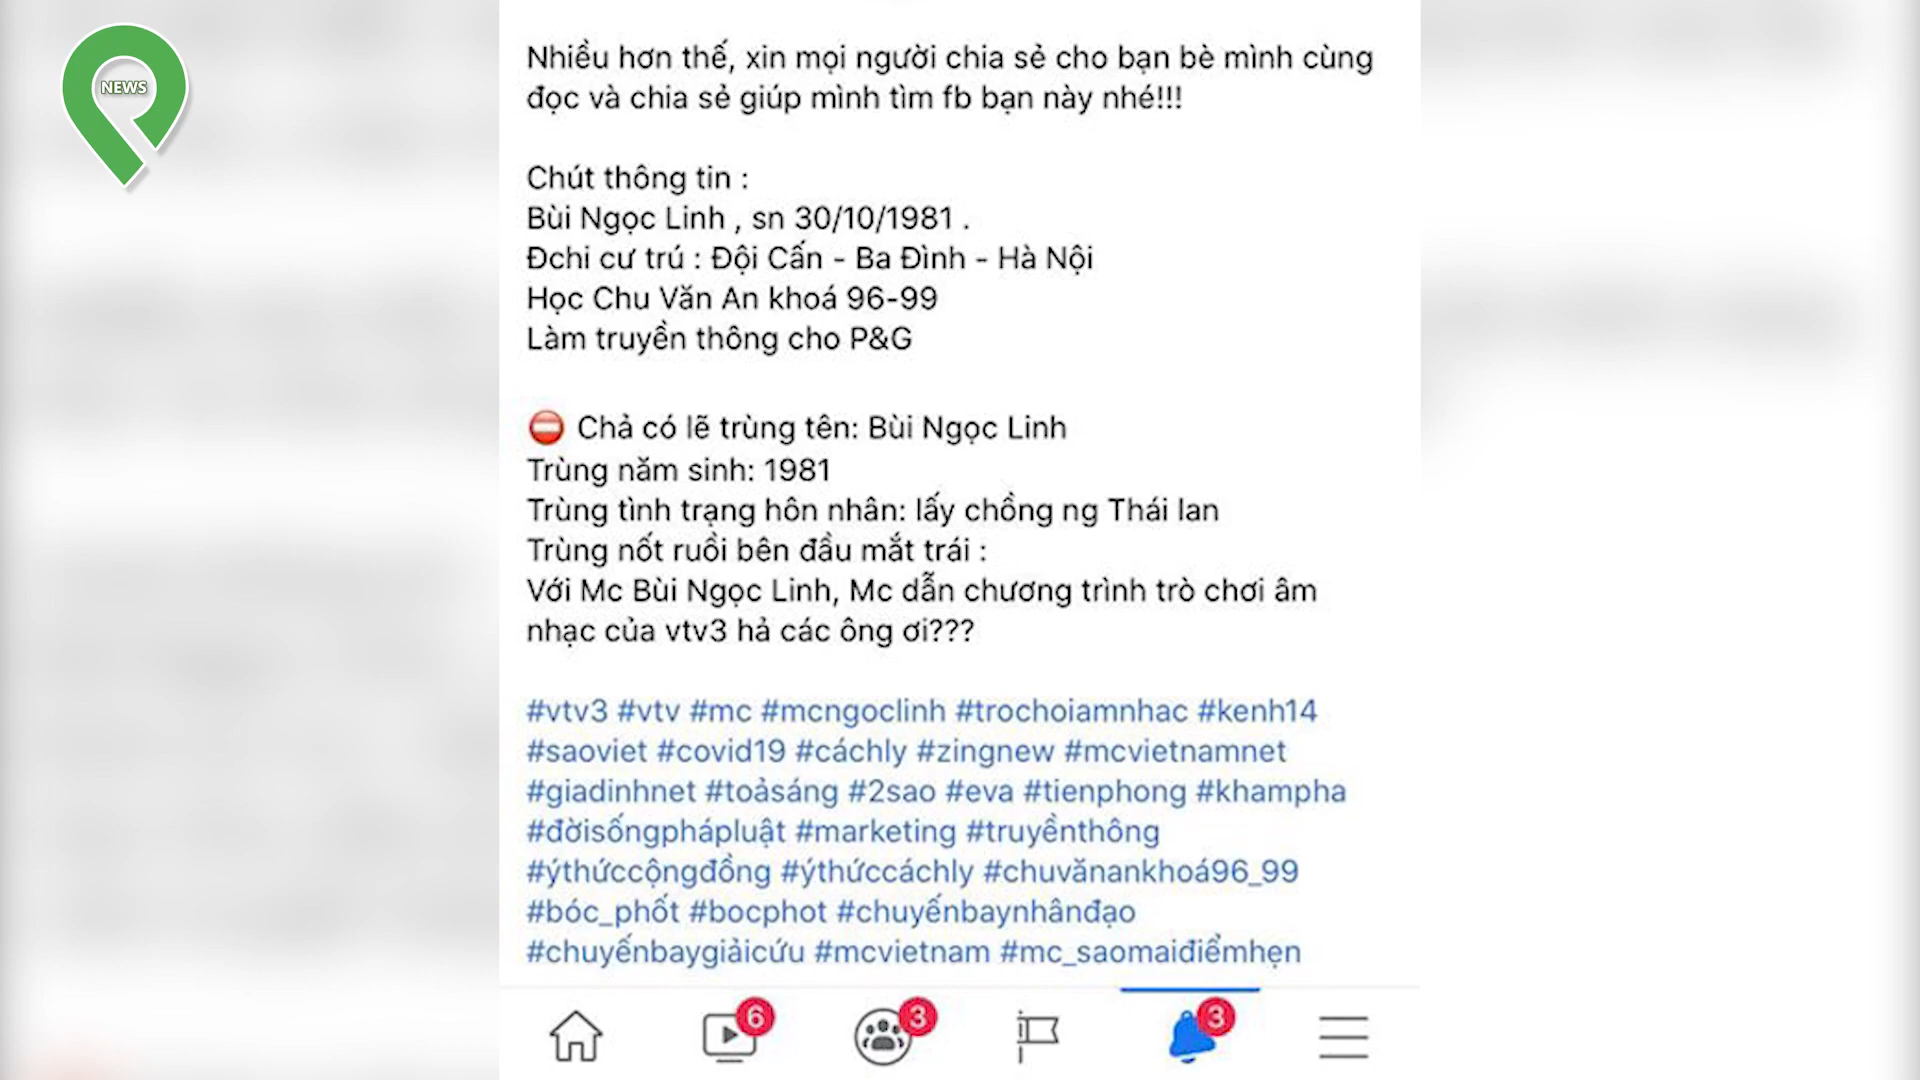 NEWS
Nhiều hơn thế, xin mọi người chia sẻ cho bạn bè mình cùng
đọc và chia sẻ giúp mình tìm fb bạn này nhé!!!
Chút thông tin :
Bùi Ngọc Linh , sn 30/10/1981 .
Đchi cư trú : Đội Cấn - Ba Đình - Hà Nội
Học Chu Văn An khoá 96-99
Làm truyền thông cho P&G
Chả có lẽ trùng tên: Bùi Ngọc Linh
Trùng năm sinh: 1981
Trùng tình trạng hôn nhân: lấy chồng ng Thái lan
Trùng nốt ruồi bên đầu mắt trái :
Với Mc Bùi Ngọc Linh, Mc dẫn chương trình trò chơi âm
nhạc của vtv3 hả các ông ơi???
#vtv3 #vtv #mc #mcngoclinh #trochoiamnhac #kenh14
#saoviet #covid19 #cáchly #zingnew #mcvietnamnet
#giadinhnet #toảsáng #2sao #eva #tienphong #khampha
#đờisốngphápluật #marketing #truyềnthông
#ýthứccộngđồng #ýthứccáchly #chuvănankhoá96_99
#bóc_phốt #bocphot #chuyếnbaynhânđạo
#chuyếnbaygiảicứu #mcvietnam #mc_saomaiđiểmhẹn
6
3
3